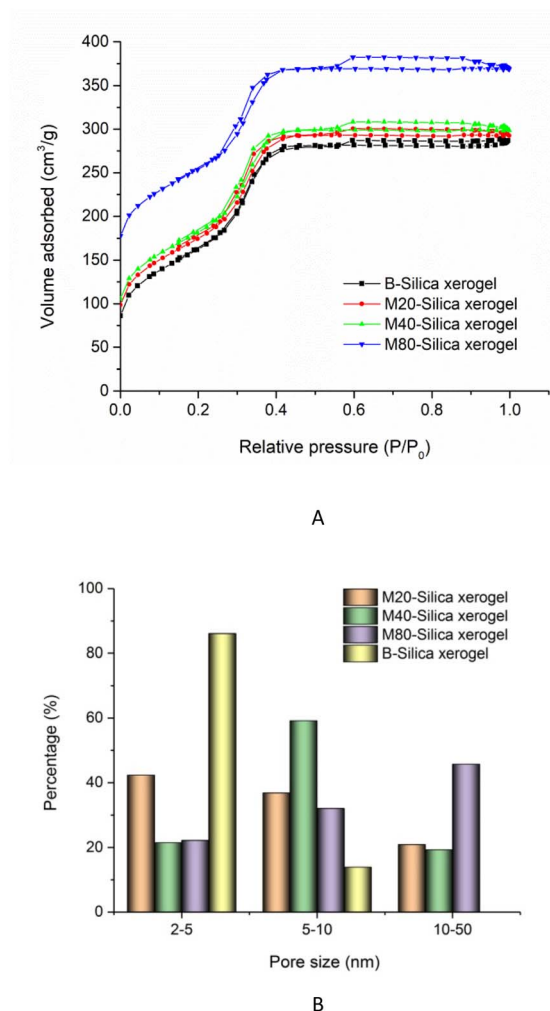 400
350
300
250
200
150
100
50
0
Volume adsorbed (cm³/g)
B-Silica xerogel
M20-Silica xerogel
M40-Silica xerogel
M80-Silica xerogel
0.0 0.2 0.4 0.6 0.8 1.0
Relative pressure (P/P₀)
A
100
80
60
40
20
0
Percentage (%)
M20-Silica xerogel
M40-Silica xerogel
M80-Silica xerogel
B-Silica xerogel
2-5 5-10 10-50
Pore size (nm)
B